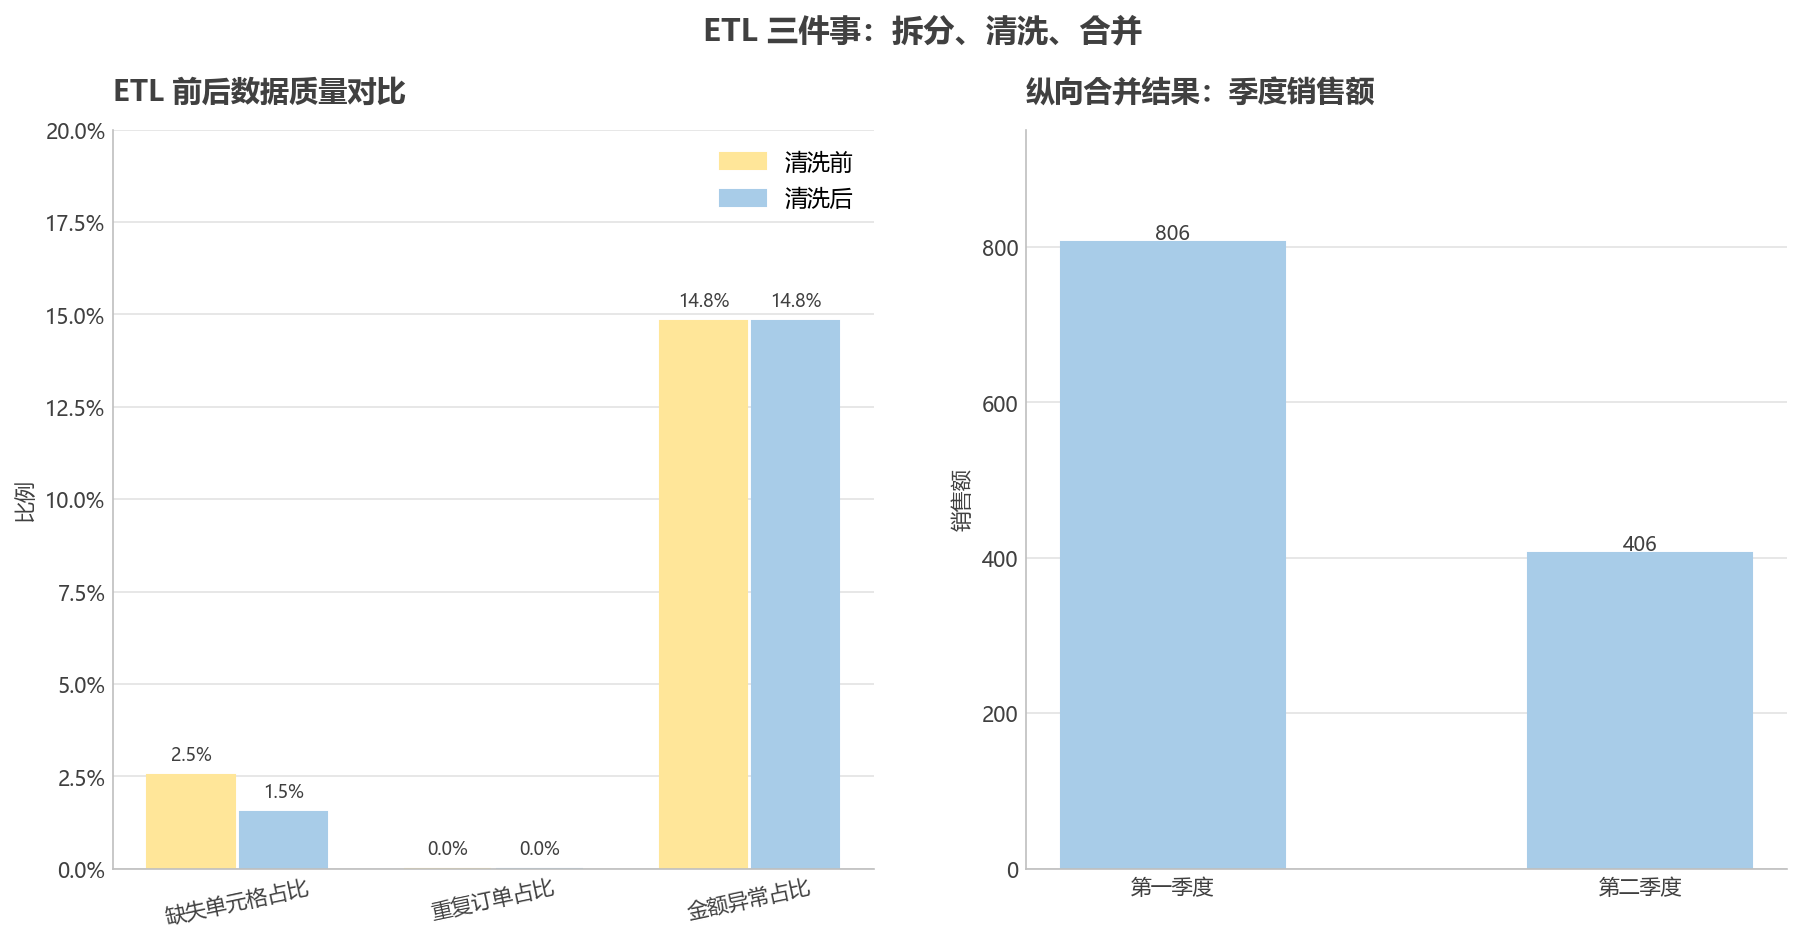 ETL 三件事：拆分、清洗、合并
ETL 前后数据质量对比
20.0%
17.5%
15.0%
12.5%
10.0%
7.5%
5.0%
2.5%
0.0%
比例
清洗前
清洗后
2.5%
1.5%
0.0%
0.0%
14.8%
14.8%
缺失单元格占比
重复订单占比
金额异常占比
纵向合并结果：季度销售额
800
600
400
200
0
销售额
806
406
第一季度
第二季度